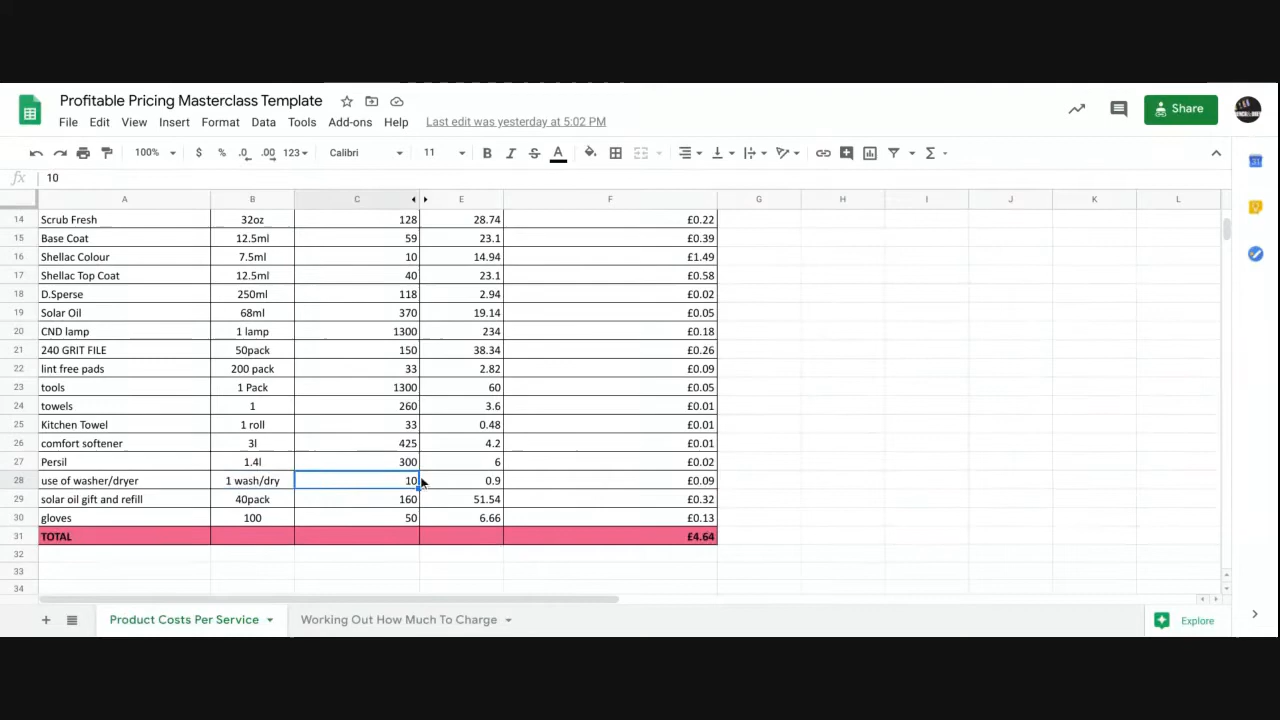 Profitable Pricing Masterclass Template
File Edit View Insert Format Data Tools Add-ons Help Last edit was yesterday at 5:02 PM
Share
100% $ % .0 .00 123 Calibri 11 B I S A Σ
fx 10
A B C E F G H I J K L
14 Scrub Fresh 32oz 128 28.74 £0.22
15 Base Coat 12.5ml 59 23.1 £0.39
16 Shellac Colour 7.5ml 10 14.94 £1.49
17 Shellac Top Coat 12.5ml 40 23.1 £0.58
18 D.Sperse 250ml 118 2.94 £0.02
19 Solar Oil 68ml 370 19.14 £0.05
20 CND lamp 1 lamp 1300 234 £0.18
21 240 GRIT FILE 50pack 150 38.34 £0.26
22 lint free pads 200 pack 33 2.82 £0.09
23 tools 1 Pack 1300 60 £0.05
24 towels 1 260 3.6 £0.01
25 Kitchen Towel 1 roll 33 0.48 £0.01
26 comfort softener 3l 425 4.2 £0.01
27 Persil 1.4l 300 6 £0.02
28 use of washer/dryer 1 wash/dry 10 0.9 £0.09
29 solar oil gift and refill 40pack 160 51.54 £0.32
30 gloves 100 50 6.66 £0.13
31 TOTAL £4.64
32
33
34
Product Costs Per Service Working Out How Much To Charge Explore